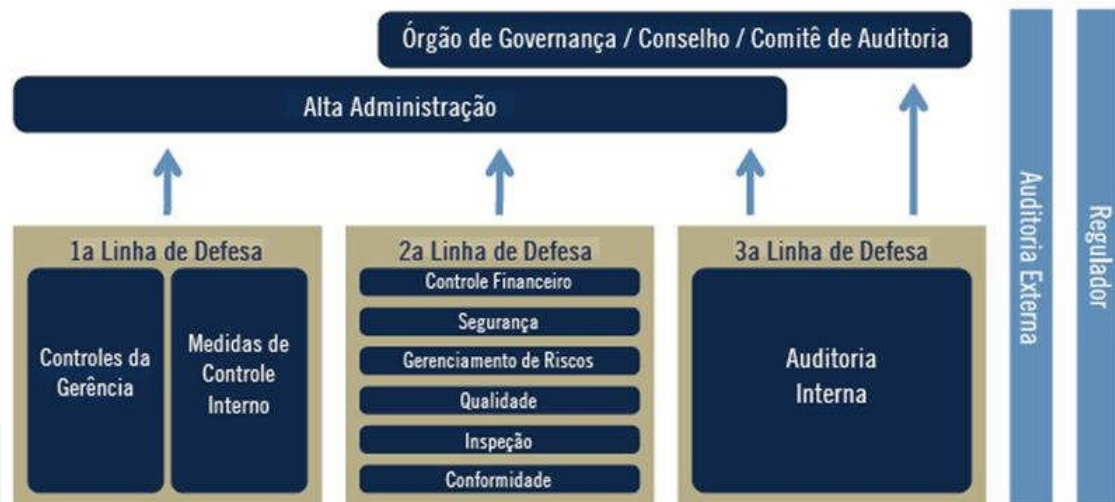 Órgão de Governança / Conselho / Comitê de Auditoria
Alta Administração
1a Linha de Defesa
Controles da
Gerência
Medidas de
Controle
Interno
2a Linha de Defesa
Controle Financeiro
Segurança
Gerenciamento de Riscos
Qualidade
Inspeção
Conformidade
3a Linha de Defesa
Auditoria
Interna
Auditoria Externa
Regulador